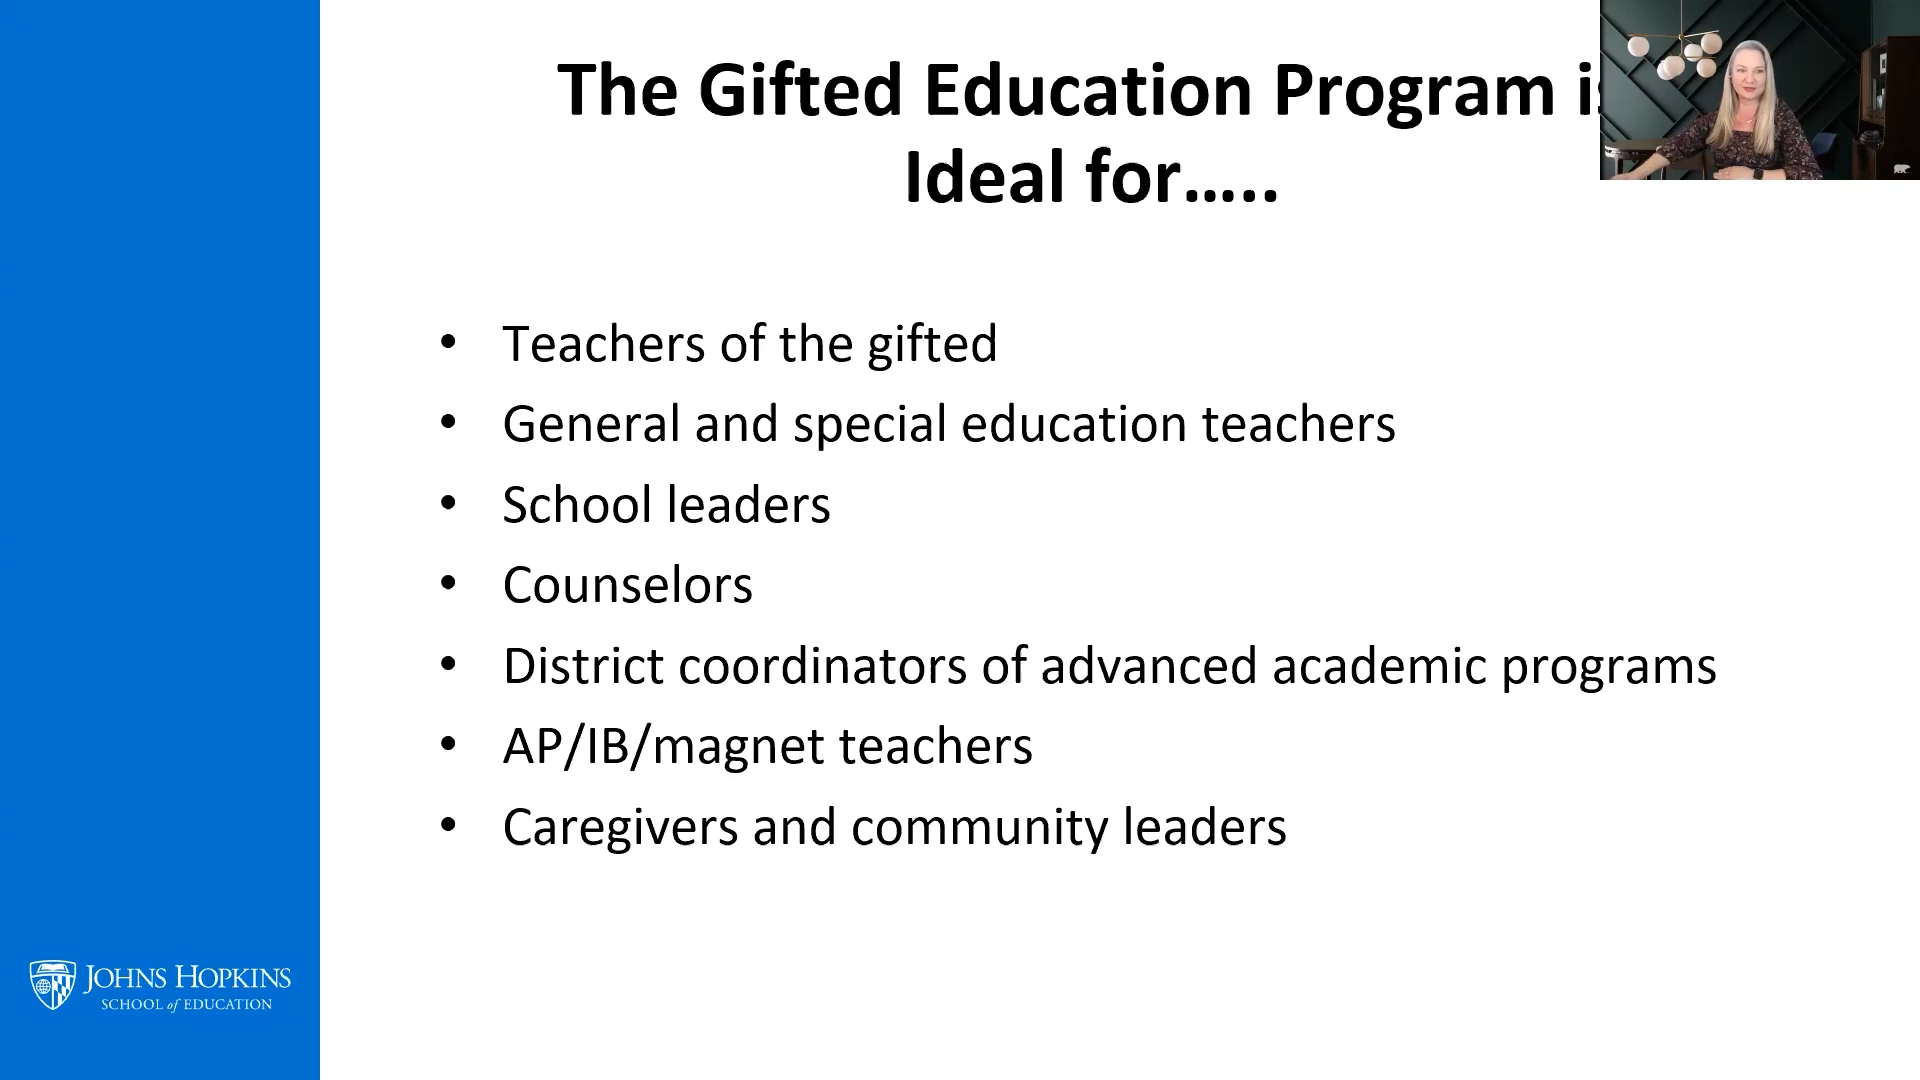 The Gifted Education Program is
Ideal for.....
• Teachers of the gifted
• General and special education teachers
• School leaders
• Counselors
• District coordinators of advanced academic programs
• AP/IB/magnet teachers
• Caregivers and community leaders
JOHNS HOPKINS
SCHOOL of EDUCATION